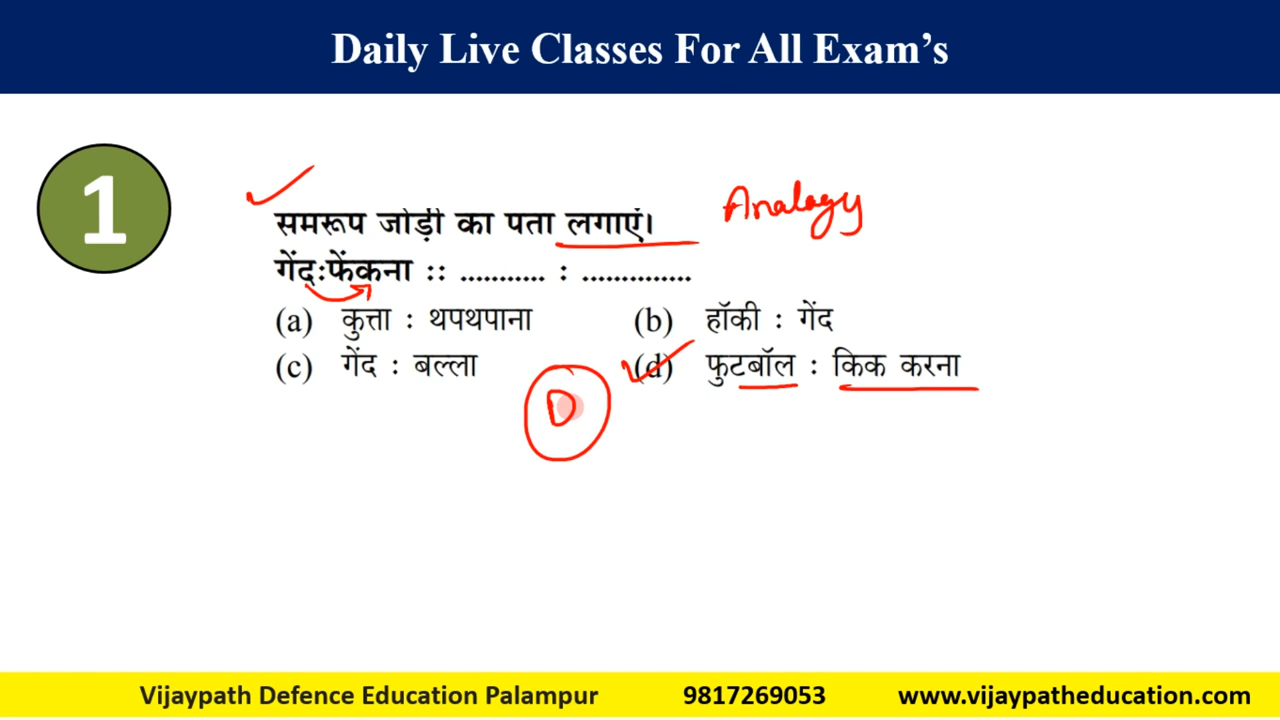 Daily Live Classes For All Exam's
1
समरूप जोड़ी का पता लगाएं।
Analogy
गेंद:फेंकना :: ........... : ..............
(a) कुत्ता : थपथपाना (b) हॉकी : गेंद
(c) गेंद : बल्ला (d) फुटबॉल : किक करना
D
Vijaypath Defence Education Palampur 9817269053 www.vijaypatheducation.com